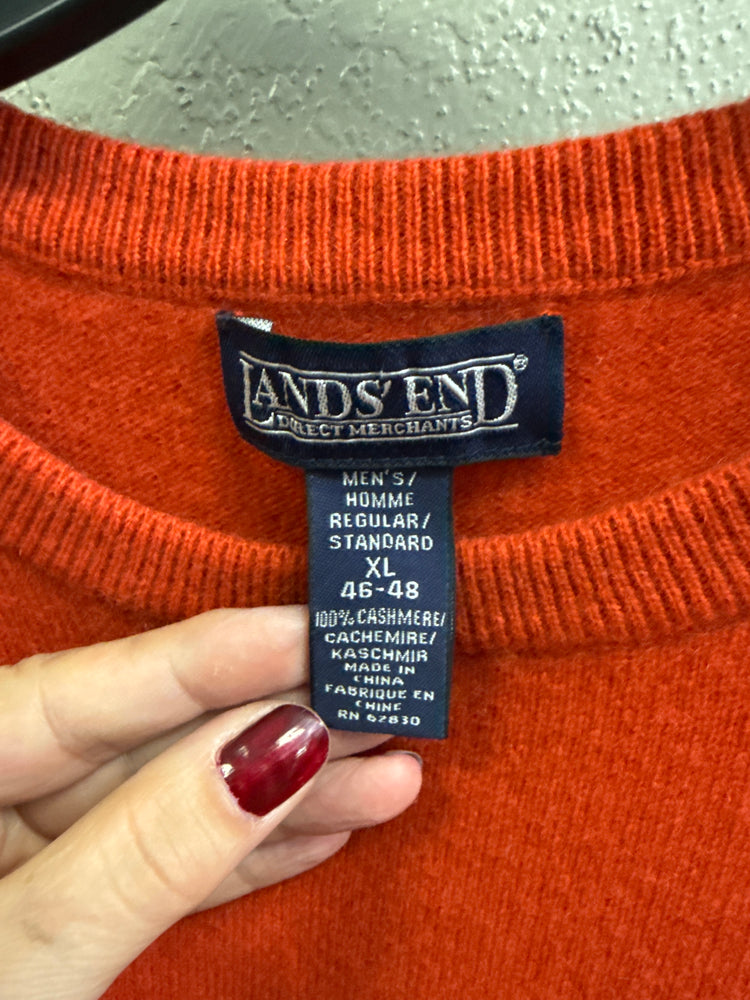 LANDS' END®
DIRECT MERCHANTS
MEN'S/
HOMME
REGULAR/
STANDARD
XL
46-48
100% CASHMERE/
CACHEMIRE/
KASCHMIR
MADE IN
CHINA
FABRIQUE EN
CHINE
RN 62830